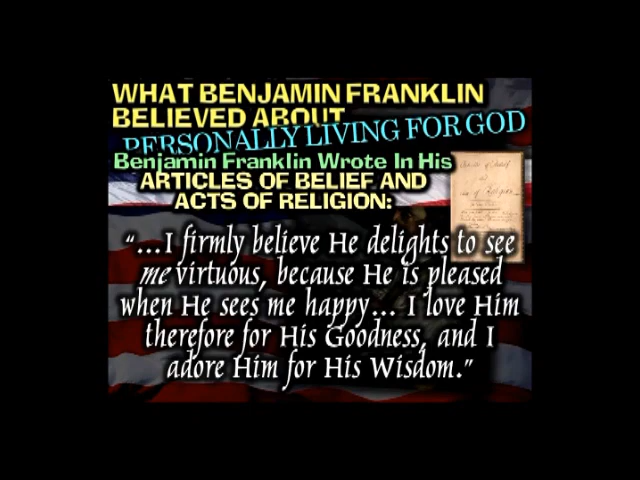 WHAT BENJAMIN FRANKLIN
BELIEVED ABOUT
PERSONALLY LIVING FOR GOD
Benjamin Franklin Wrote In His
ARTICLES OF BELIEF AND
ACTS OF RELIGION:
"...I firmly believe He delights to see
me virtuous, because He is pleased
when He sees me happy... I love Him
therefore for His Goodness, and I
adore Him for His Wisdom."